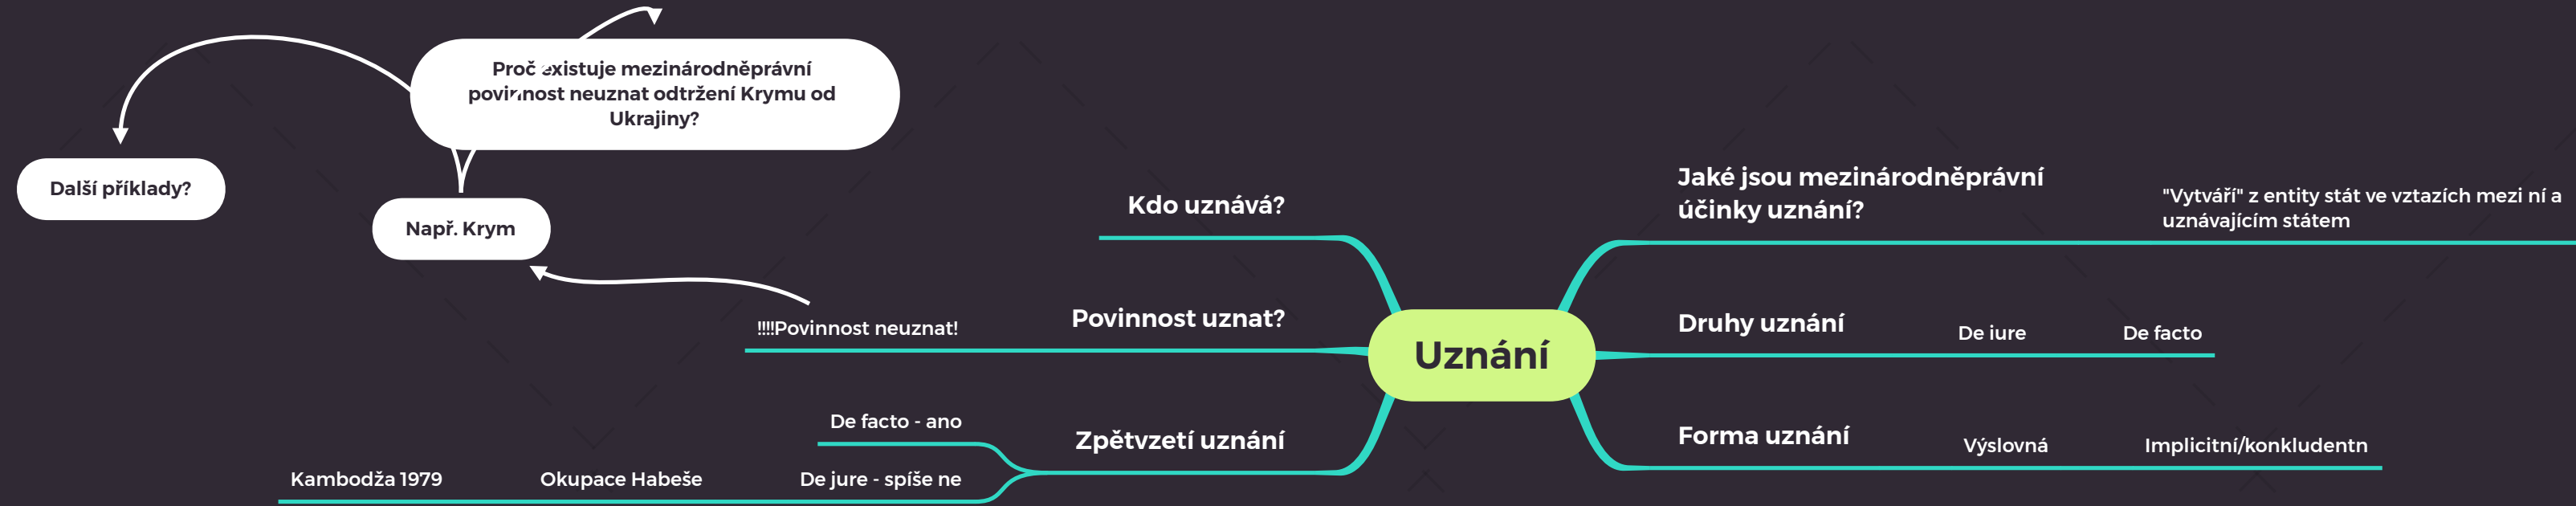 Proč existuje mezinárodněprávní
povinnost neuznat odtržení Krymu od
Ukrajiny?
Další příklady?
Např. Krym
Kdo uznává?
!!!!Povinnost neuznat!
Povinnost uznat?
De facto - ano
Zpětvzetí uznání
Kambodža 1979
Okupace Habeše
De jure - spíše ne
Uznání
Jaké jsou mezinárodněprávní
účinky uznání?
"Vytváří" z entity stát ve vztazích mezi ní a
uznávajícím státem
Druhy uznání
De iure
De facto
Forma uznání
Výslovná
Implicitní/konkludentn